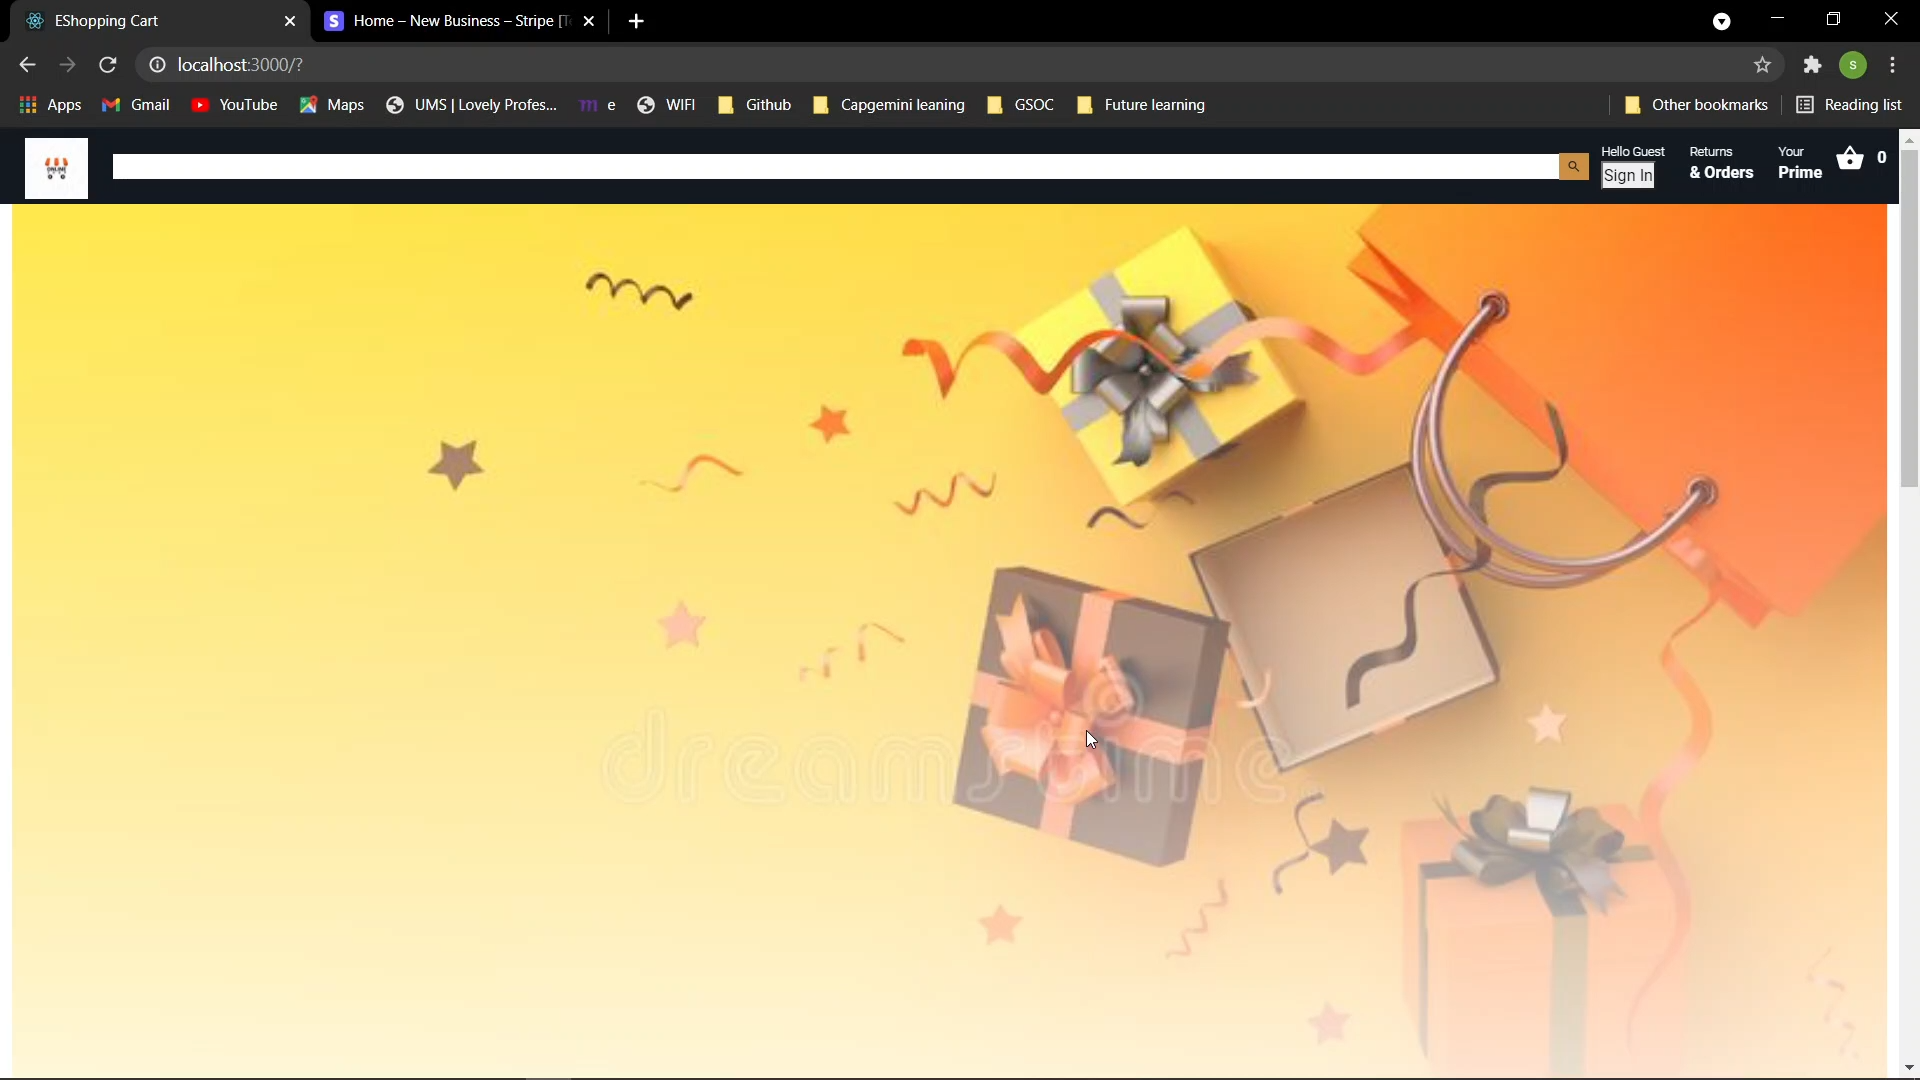 EShopping Cart
Home – New Business – Stripe [T
localhost:3000/?
S
Apps
Gmail
YouTube
Maps
UMS | Lovely Profes...
e
WIFI
Github
Capgemini leaning
GSOC
Future learning
Other bookmarks
Reading list
ONLINE
Hello Guest
Sign In
Returns
& Orders
Your
Prime
0
dreamstime.